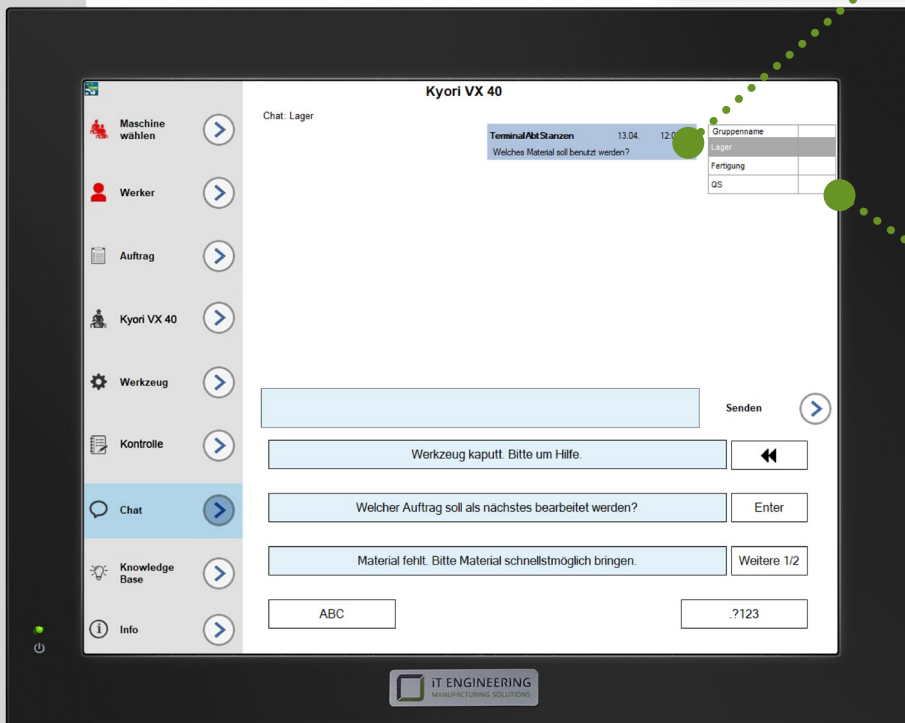 Kyori VX 40
Chat: Lager
Terminal Abt Stanzen 13.04.
Welches Material soll benutzt werden?
Gruppenname
Lager
Fertigung
QS
Maschine
wählen
Werker
Auftrag
Kyori VX 40
Werkzeug
Kontrolle
Chat
Knowledge
Base
Info
Senden
Werkzeug kaputt. Bitte um Hilfe.
Welcher Auftrag soll als nächstes bearbeitet werden?
Enter
Material fehlt. Bitte Material schnellstmöglich bringen.
Weitere 1/2
ABC
.?123
iT ENGINEERING
MANUFACTURING SOLUTIONS